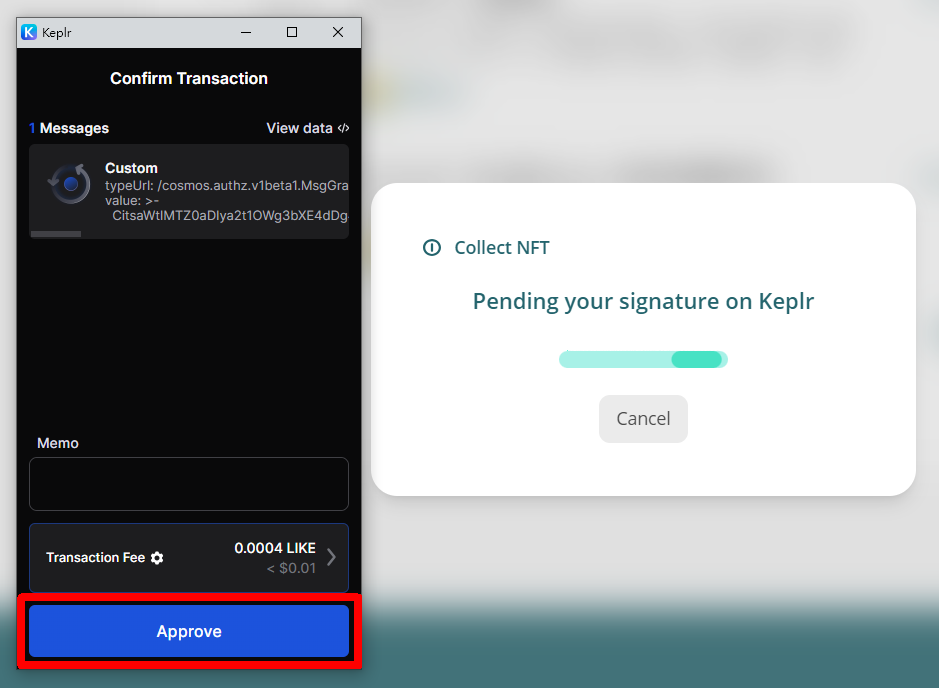 Keplr
Confirm Transaction
1 Messages
View data </>
Custom
typeUrl: /cosmos.authz.v1beta1.MsgGra
value: >-
CitsaWtlMTZ0aDlya2t1OWg3bXE4dDg
Memo
Transaction Fee
0.0004 LIKE
< $0.01
Approve
Collect NFT
Pending your signature on Keplr
Cancel